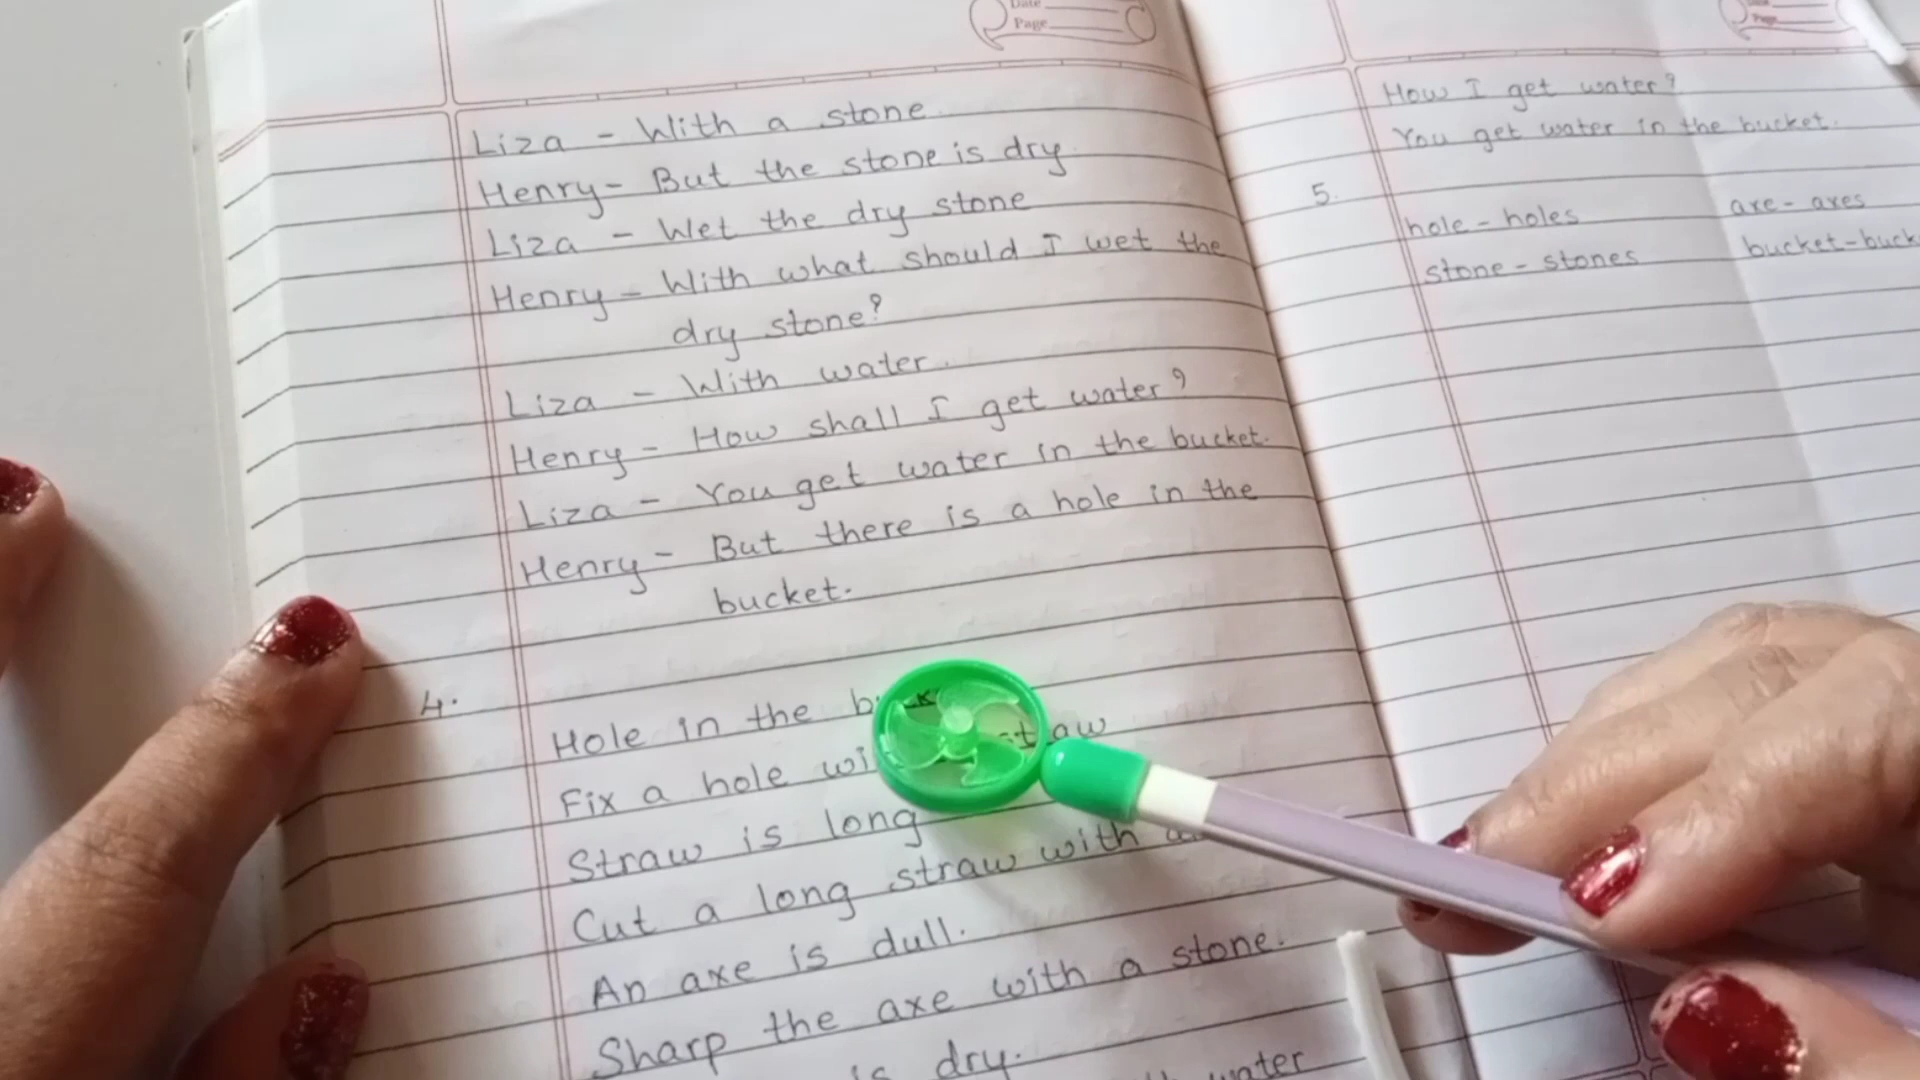 Date
Page
Liza - With a stone.
Henry - But the stone is dry.
Liza - Wet the dry stone
Henry - With what should I wet the
dry stone?
Liza - With water.
Henry - How shall I get water?
Liza - You get water in the bucket.
Henry - But there is a hole in the
bucket.
4.
Hole in the
Fix a hole
Straw is long
Cut a long straw with
An axe is dull.
Sharp the axe with a stone.
is dry.
water
Page
How I get water?
You get water in the bucket.
5.
hole - holes axe - axes
stone - stones bucket -